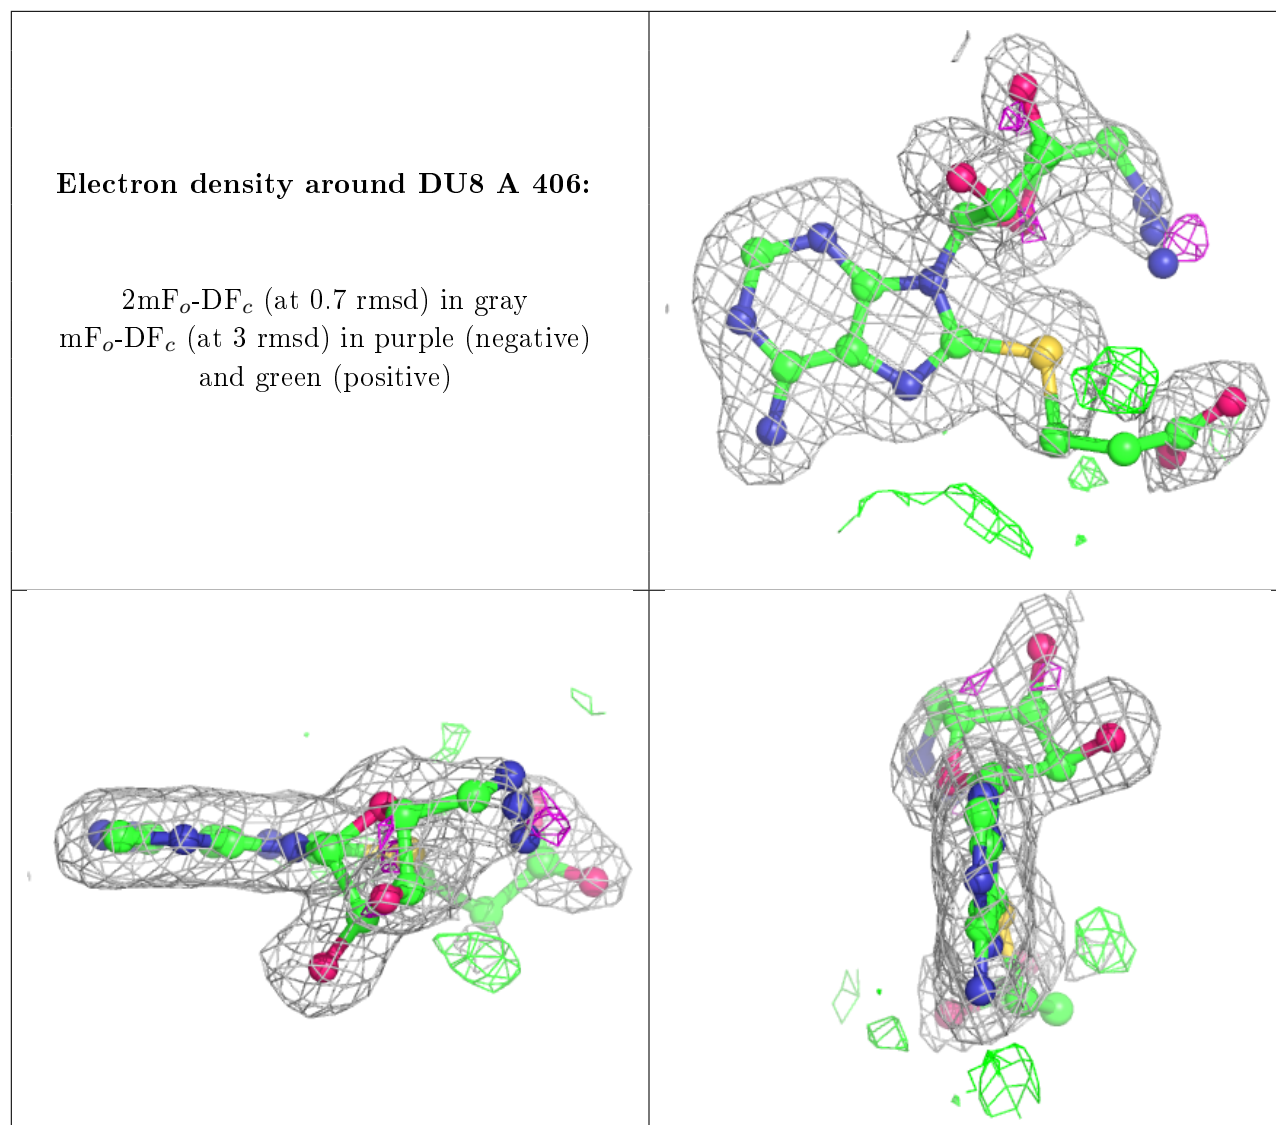 Electron density around DU8 A 406:
2mFₒ-DF𝒸 (at 0.7 rmsd) in gray
mFₒ-DF𝒸 (at 3 rmsd) in purple (negative)
and green (positive)